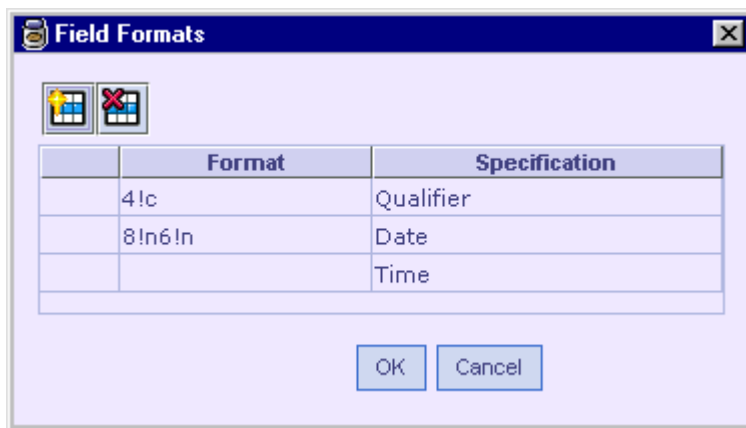 Field Formats
Format Specification
4!c Qualifier
8!n6!n Date
Time
OK Cancel